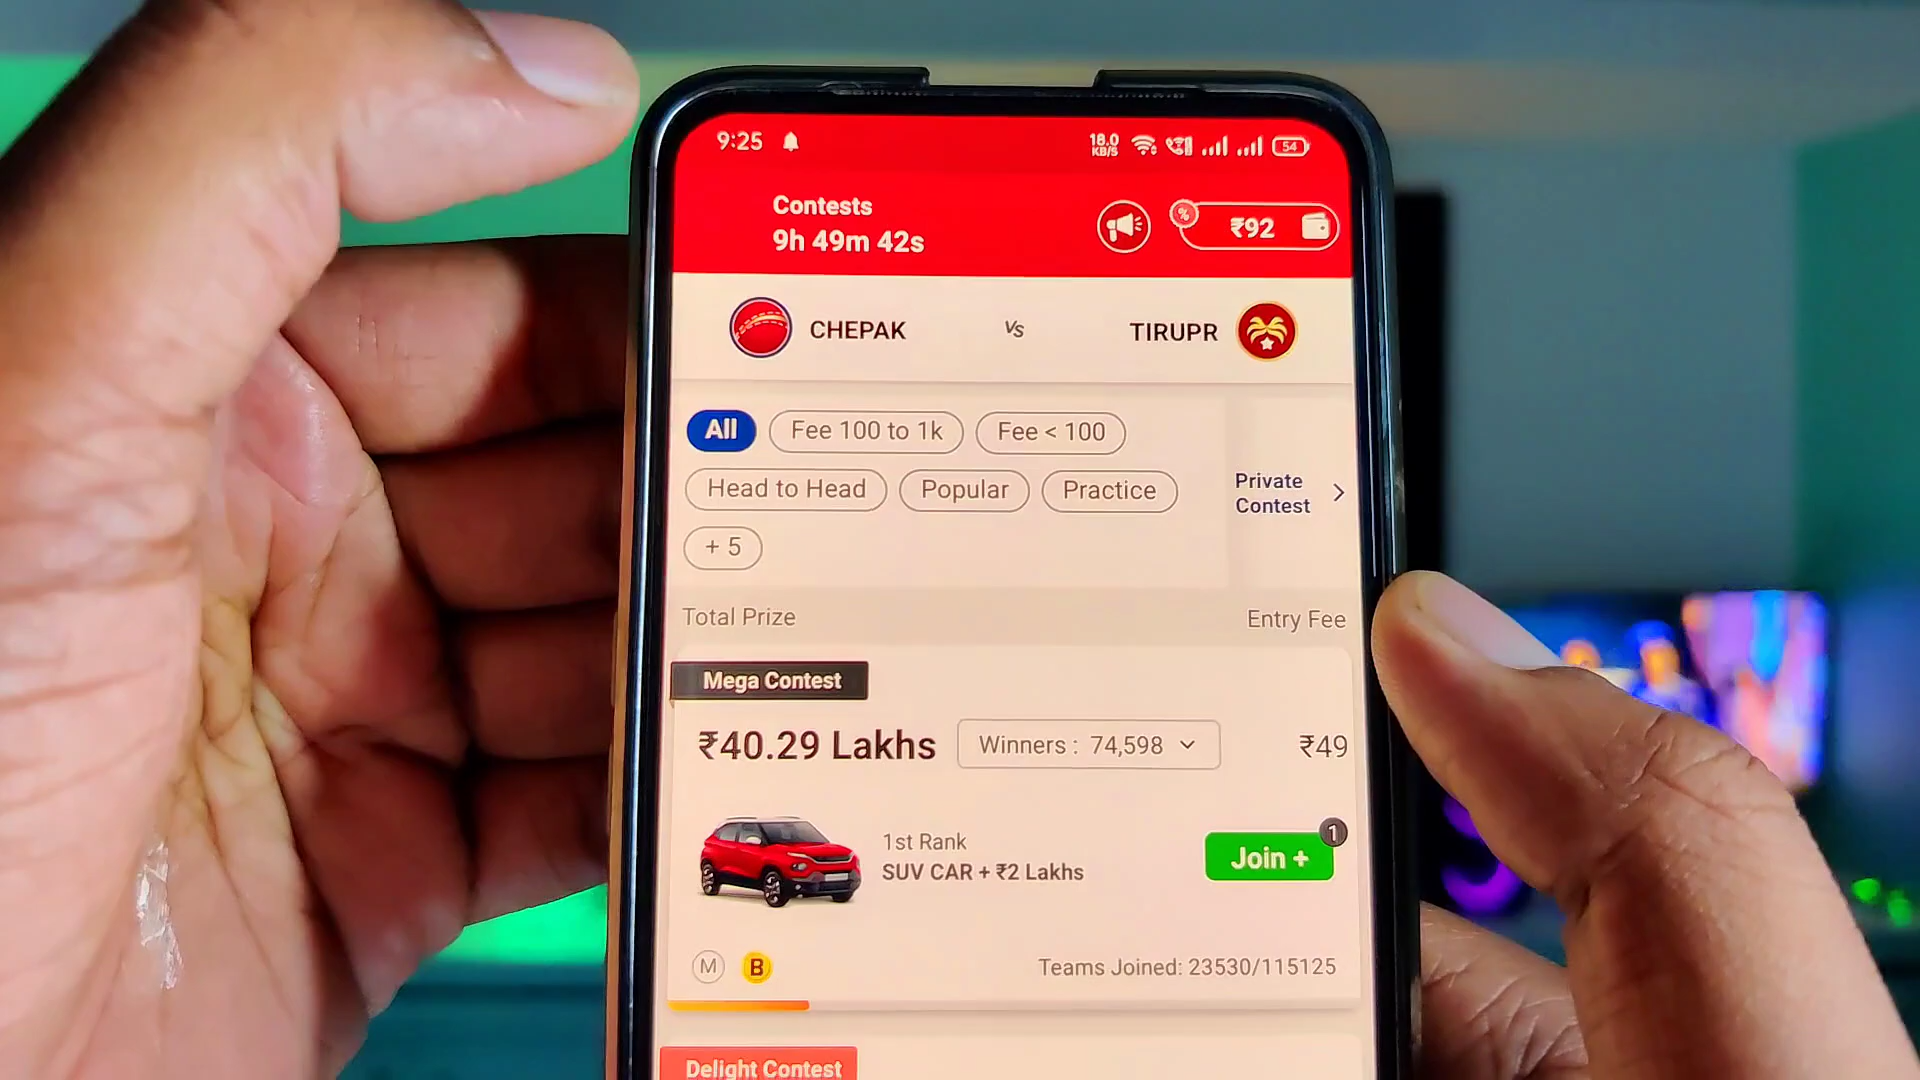 9:25 18.0 KB/S 54
Contests
9h 49m 42s
% ₹92
CHEPAK Vs TIRUPR
All Fee 100 to 1k Fee < 100
Head to Head Popular Practice
Private Contest
+ 5
Total Prize Entry Fee
Mega Contest
₹40.29 Lakhs Winners : 74,598 ₹49
1st Rank
SUV CAR + ₹2 Lakhs
Join + 1
M B Teams Joined: 23530/115125
Delight Contest